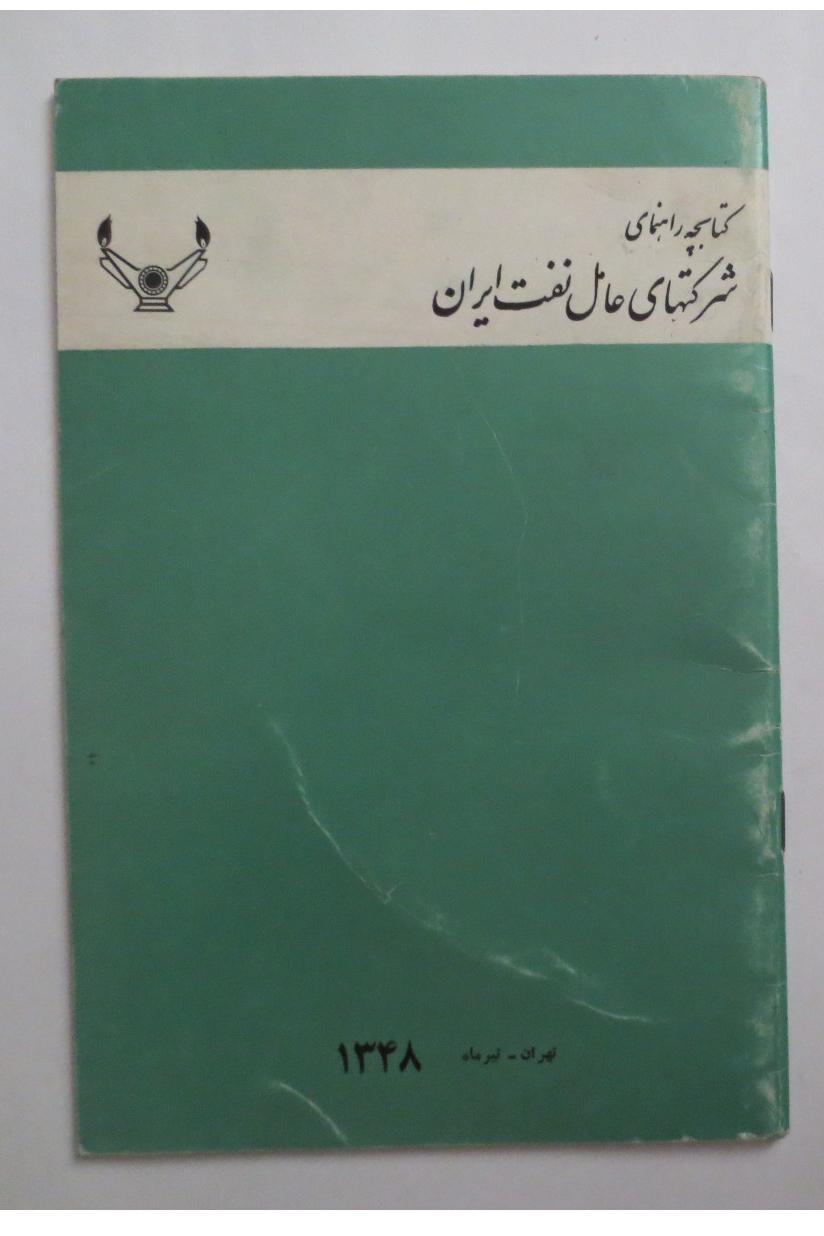 کتابچه راهنمای
شرکتهای عامل نفت ایران
تهران - تیرماه ۱۳۴۸